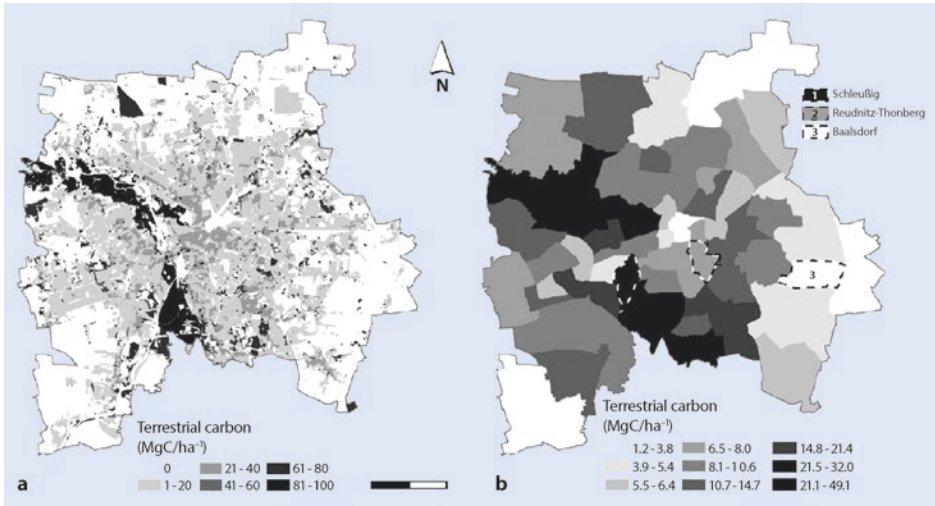 N
1 Schleußig
2 Reudnitz-Thonberg
3 Baalsdorf
2
3
Terrestrial carbon
(MgC/ha⁻¹)
0 21 - 40 61 - 80
1 - 20 41 - 60 81 - 100
a
Terrestrial carbon
(MgC/ha⁻¹)
1.2 - 3.8 6.5 - 8.0 14.8 - 21.4
3.9 - 5.4 8.1 - 10.6 21.5 - 32.0
5.5 - 6.4 10.7 - 14.7 21.1 - 49.1
b